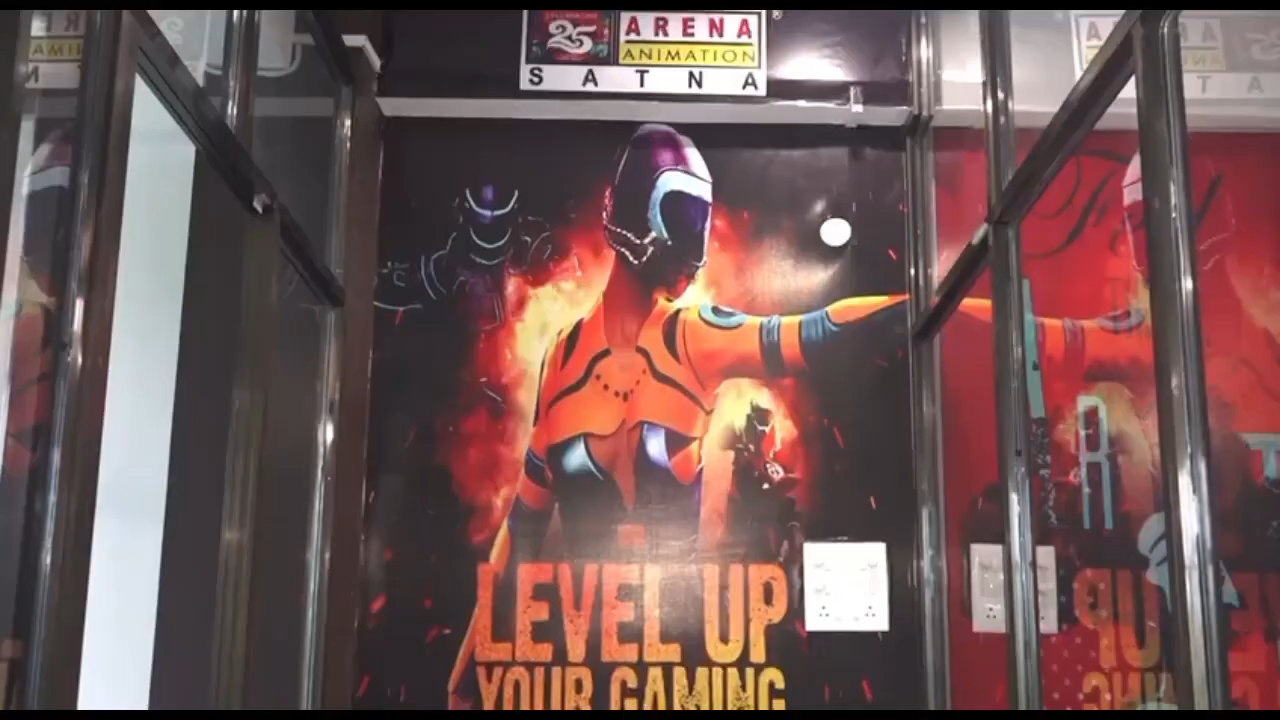 25
ARENA
ANIMATION
SATNA
LEVEL UP
YOUR GAMING